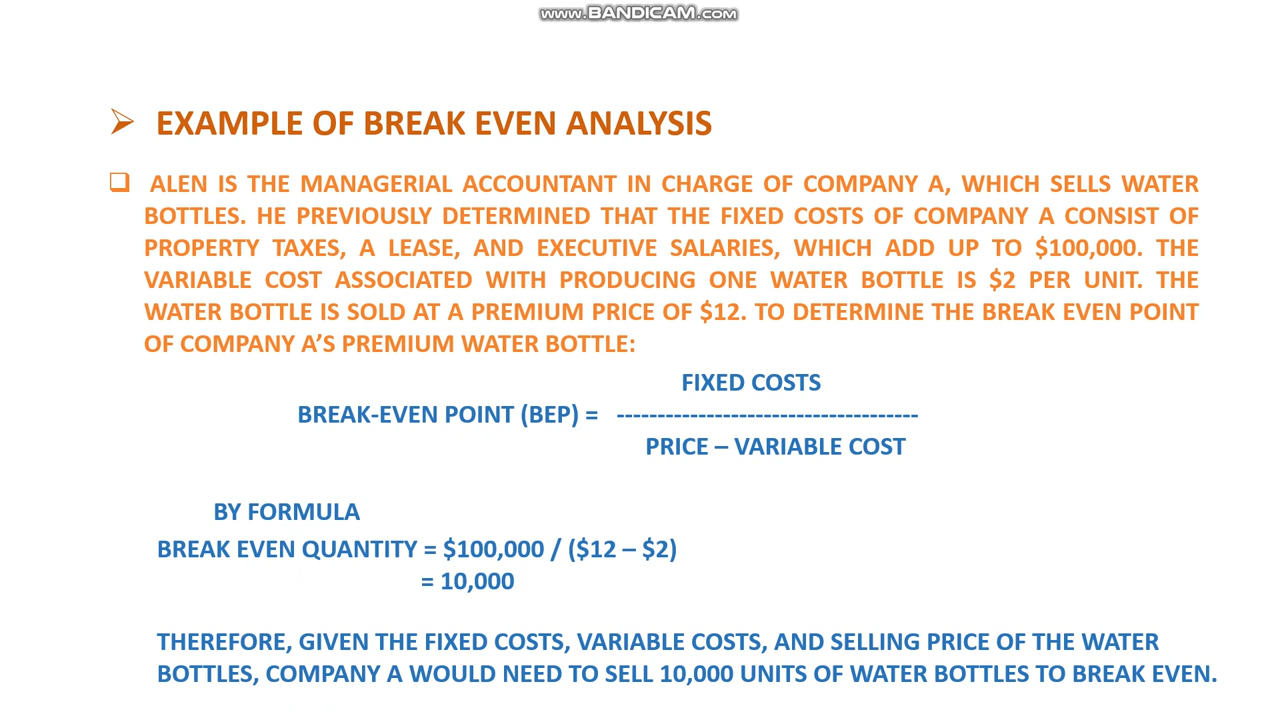 www.BANDICAM.com
➢ EXAMPLE OF BREAK EVEN ANALYSIS
❑ ALEN IS THE MANAGERIAL ACCOUNTANT IN CHARGE OF COMPANY A, WHICH SELLS WATER
BOTTLES. HE PREVIOUSLY DETERMINED THAT THE FIXED COSTS OF COMPANY A CONSIST OF
PROPERTY TAXES, A LEASE, AND EXECUTIVE SALARIES, WHICH ADD UP TO $100,000. THE
VARIABLE COST ASSOCIATED WITH PRODUCING ONE WATER BOTTLE IS $2 PER UNIT. THE
WATER BOTTLE IS SOLD AT A PREMIUM PRICE OF $12. TO DETERMINE THE BREAK EVEN POINT
OF COMPANY A’S PREMIUM WATER BOTTLE:
FIXED COSTS
BREAK-EVEN POINT (BEP) = -------------------------------------
PRICE – VARIABLE COST
BY FORMULA
BREAK EVEN QUANTITY = $100,000 / ($12 – $2)
= 10,000
THEREFORE, GIVEN THE FIXED COSTS, VARIABLE COSTS, AND SELLING PRICE OF THE WATER
BOTTLES, COMPANY A WOULD NEED TO SELL 10,000 UNITS OF WATER BOTTLES TO BREAK EVEN.